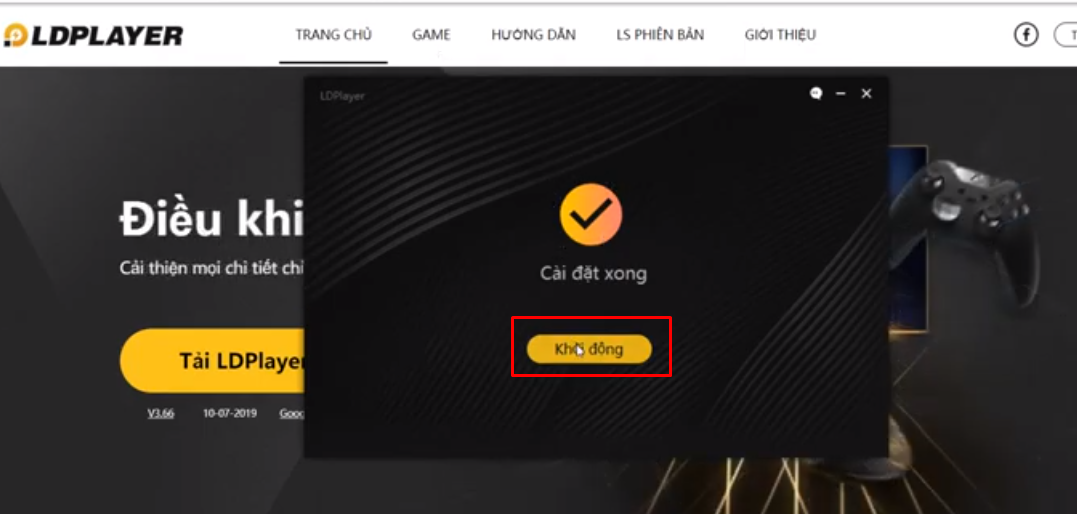 LDPLAYER
TRANG CHỦ GAME HƯỚNG DẪN LS PHIÊN BẢN GIỚI THIỆU
LDPlayer
Điều khi
Cải thiện mọi chi tiết chỉ
Cài đặt xong
Khởi động
Tải LDPlayer
V3.66 10-07-2019 Goo